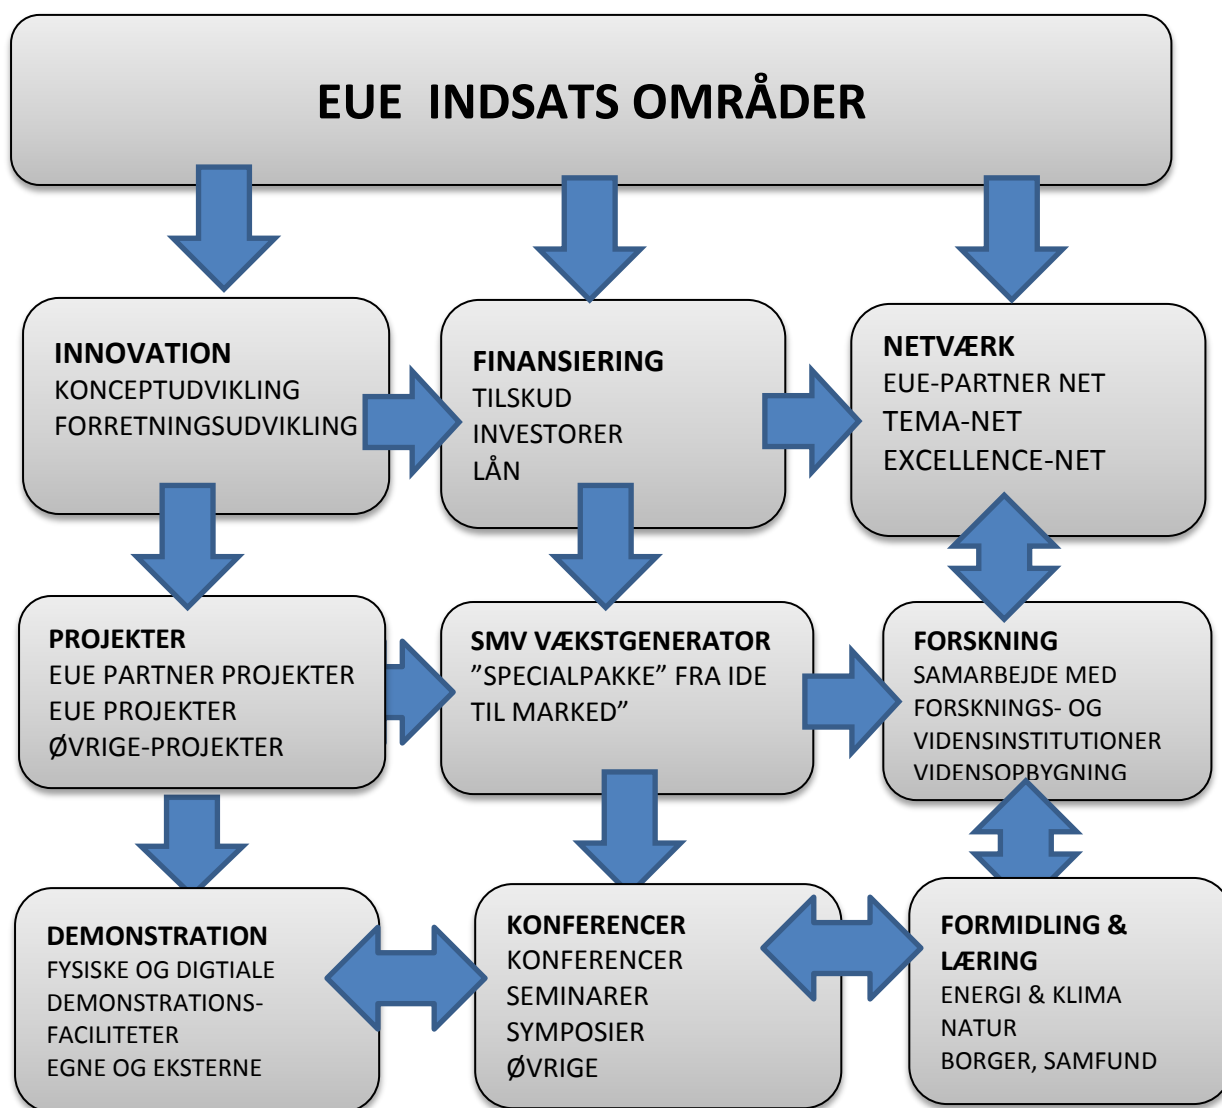 EUE INDSATS OMRÅDER
INNOVATION
KONCEPTUDVIKLING
FORRETNINGSUDVIKLING
FINANSIERING
TILSKUD
INVESTORER
LÅN
NETVÆRK
EUE-PARTNER NET
TEMA-NET
EXCELLENCE-NET
PROJEKTER
EUE PARTNER PROJEKTER
EUE PROJEKTER
ØVRIGE-PROJEKTER
SMV VÆKSTGENERATOR
”SPECIALPAKKE” FRA IDE
TIL MARKED”
FORSKNING
SAMARBEJDE MED
FORSKNINGS- OG
VIDENSINSTITUTIONER
VIDENSOPBYGNING
DEMONSTRATION
FYSISKE OG DIGTIALE
DEMONSTRATIONS-
FACILITETER
EGNE OG EKSTERNE
KONFERENCER
KONFERENCER
SEMINARER
SYMPOSIER
ØVRIGE
FORMIDLING &
LÆRING
ENERGI & KLIMA
NATUR
BORGER, SAMFUND